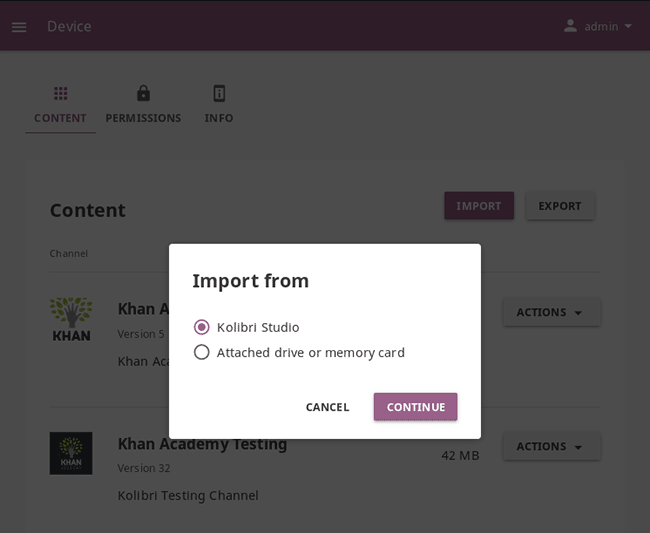 Device
admin
CONTENT
PERMISSIONS
INFO
Content
IMPORT
EXPORT
Channel
Import from
Kolibri Studio
Attached drive or memory card
CANCEL
CONTINUE
KHAN
Khan A
Version 5
Khan Aca
ACTIONS
KHAN
Khan Academy Testing
Version 32
42 MB
Kolibri Testing Channel
ACTIONS